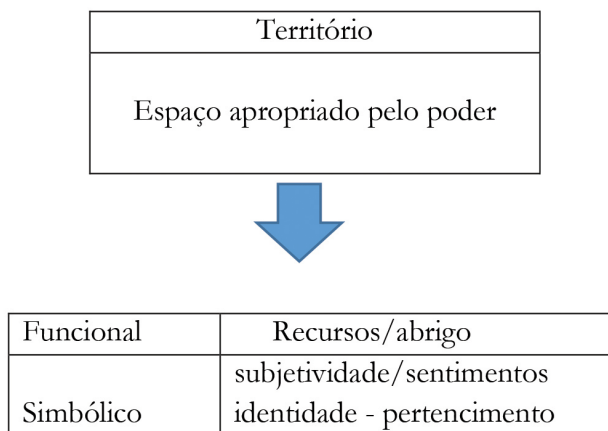 Território
Espaço apropriado pelo poder
Funcional Recursos/abrigo
subjetividade/sentimentos
Simbólico identidade - pertencimento